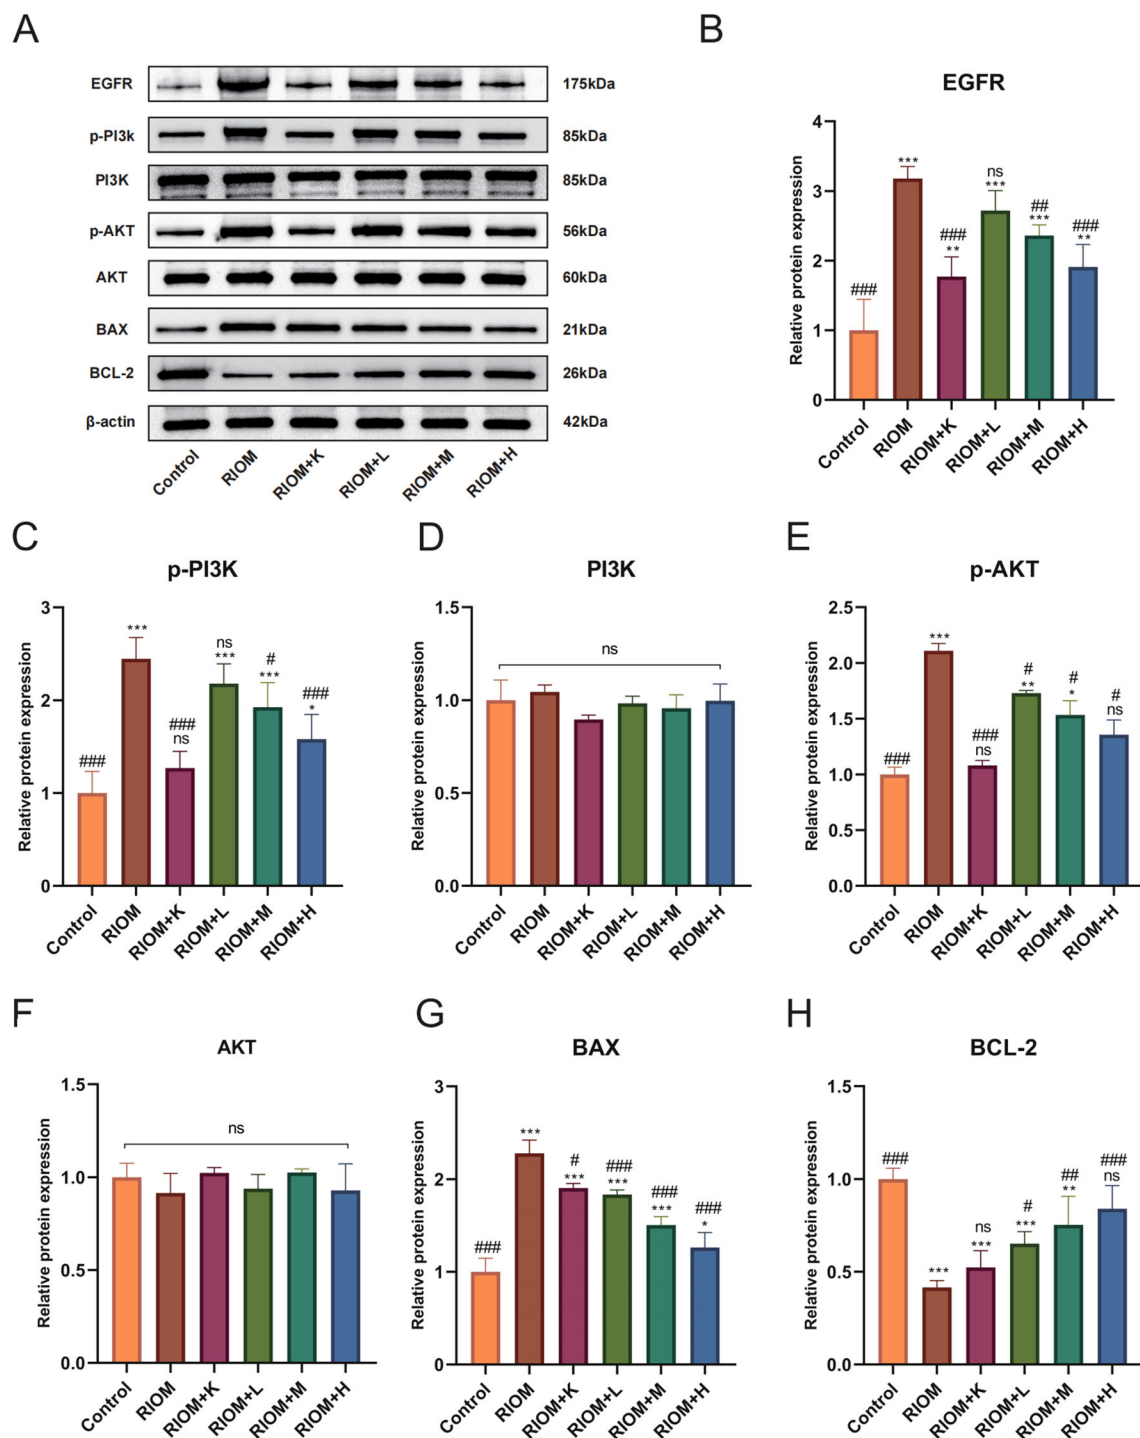 A
EGFR 175kDa
p-PI3k 85kDa
PI3K 85kDa
p-AKT 56kDa
AKT 60kDa
BAX 21kDa
BCL-2 26kDa
β-actin 42kDa
Control RIOM RIOM+K RIOM+L RIOM+M RIOM+H
B
EGFR
Relative protein expression
4
3
2
1
0
### *** ### ** ns *** ## *** ### **
Control RIOM RIOM+K RIOM+L RIOM+M RIOM+H
C
p-PI3K
Relative protein expression
3
2
1
0
### *** ### ns ns *** # *** ### *
Control RIOM RIOM+K RIOM+L RIOM+M RIOM+H
D
PI3K
Relative protein expression
1.5
1.0
0.5
0.0
ns
Control RIOM RIOM+K RIOM+L RIOM+M RIOM+H
E
p-AKT
Relative protein expression
2.5
2.0
1.5
1.0
0.5
0.0
### *** ### ns # ** # * # ns
Control RIOM RIOM+K RIOM+L RIOM+M RIOM+H
F
AKT
Relative protein expression
1.5
1.0
0.5
0.0
ns
Control RIOM RIOM+K RIOM+L RIOM+M RIOM+H
G
BAX
Relative protein expression
3
2
1
0
### *** # *** ### *** ### *** ### *
Control RIOM RIOM+K RIOM+L RIOM+M RIOM+H
H
BCL-2
Relative protein expression
1.5
1.0
0.5
0.0
### *** ns *** # *** ## ** ### ns
Control RIOM RIOM+K RIOM+L RIOM+M RIOM+H